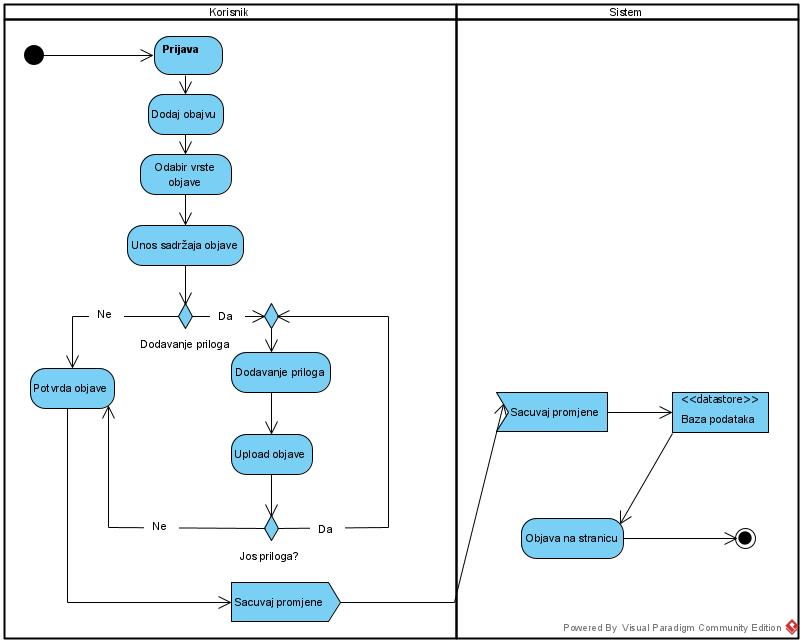 Korisnik
Sistem
Prijava
Dodaj obajvu
Odabir vrste
objave
Unos sadržaja objave
Ne
Da
Dodavanje priloga
Dodavanje priloga
Potvrda objave
Upload objave
Ne
Da
Jos priloga?
Sacuvaj promjene
Sacuvaj promjene
<<datastore>>
Baza podataka
Objava na stranicu
Powered By Visual Paradigm Community Edition